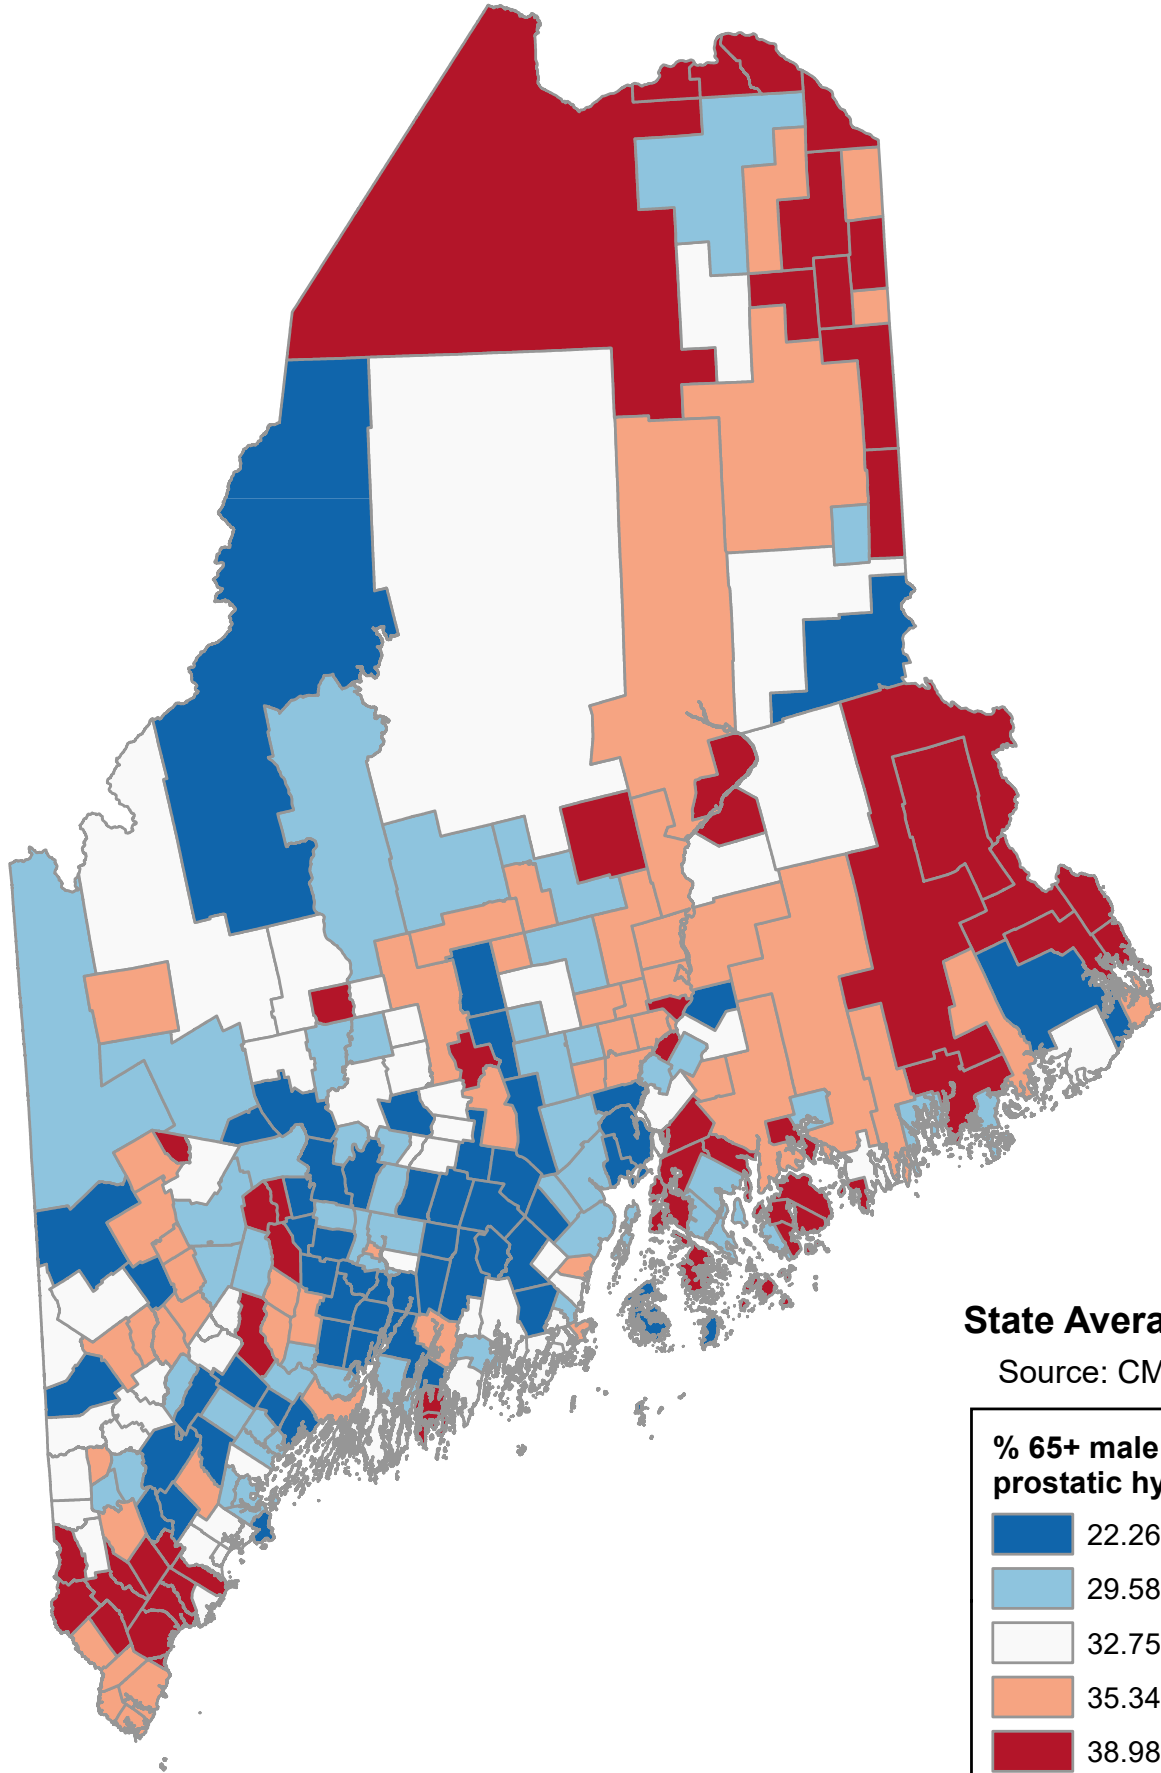 State Avera
Source: CM
% 65+ male
prostatic hy
22.26
29.58
32.75
35.34
38.98